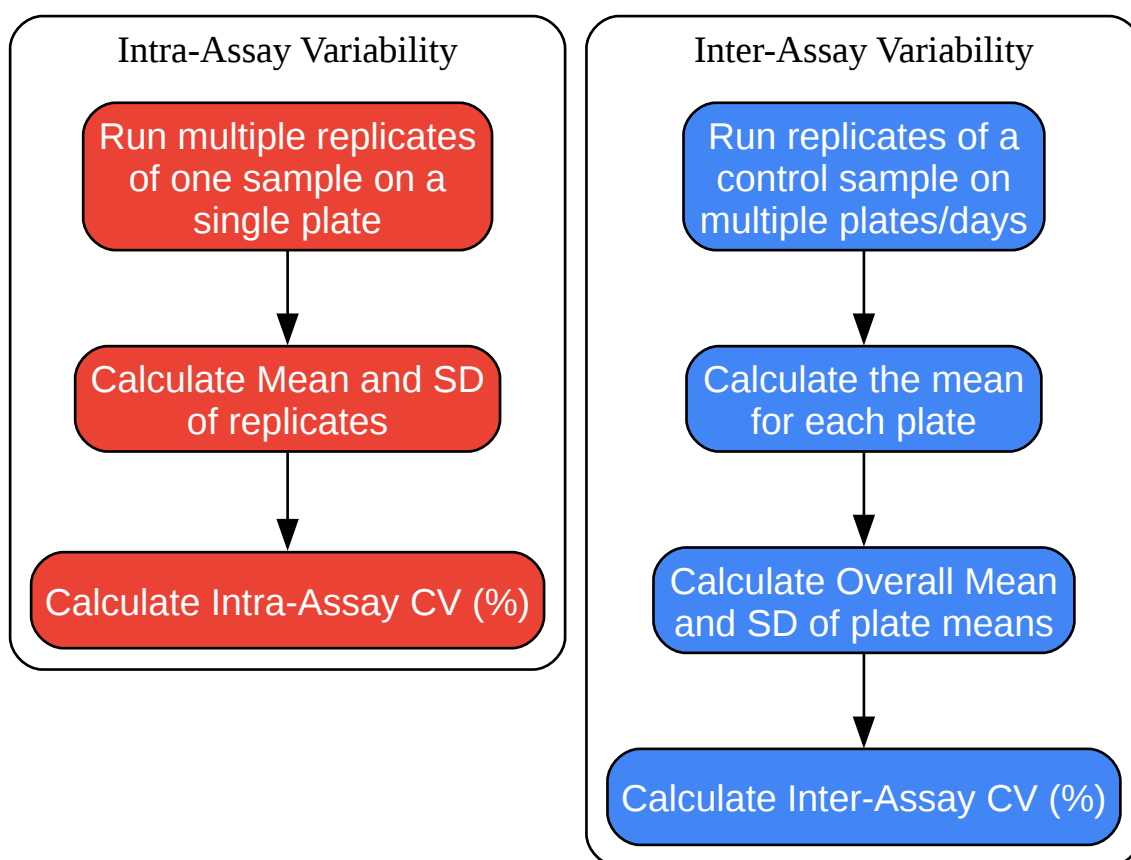 Intra-Assay Variability
Run multiple replicates
of one sample on a
single plate
Calculate Mean and SD
of replicates
Calculate Intra-Assay CV (%)
Inter-Assay Variability
Run replicates of a
control sample on
multiple plates/days
Calculate the mean
for each plate
Calculate Overall Mean
and SD of plate means
Calculate Inter-Assay CV (%)